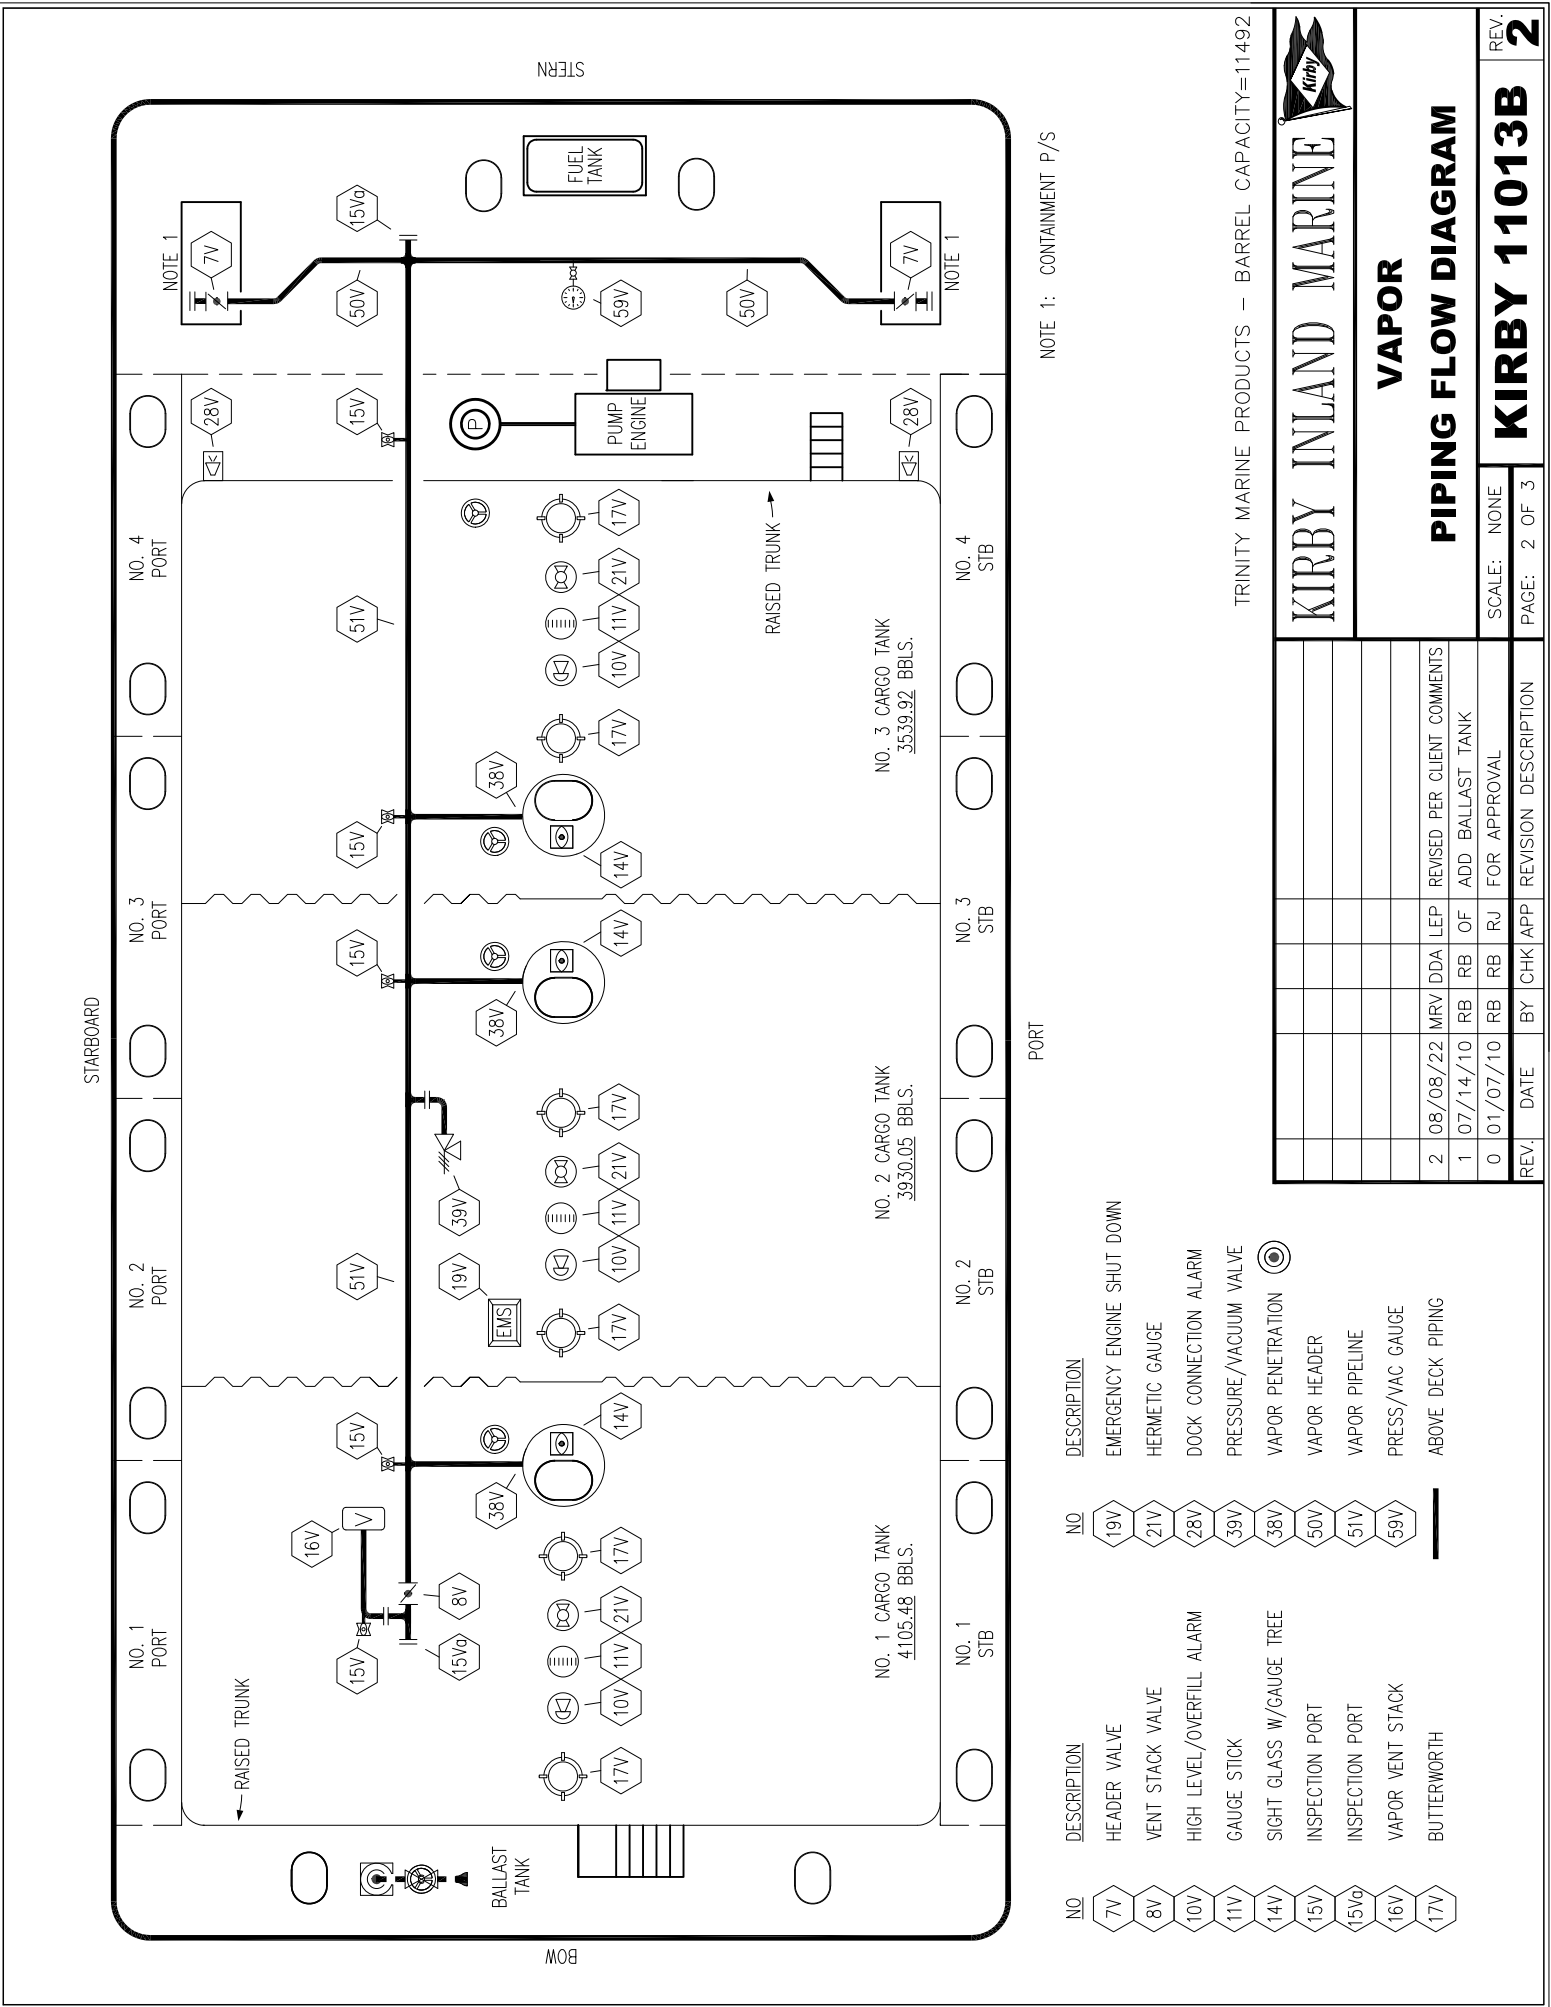 STARBOARD
NO. 1
PORT
NO. 2
PORT
NO. 3
PORT
NO. 4
PORT
RAISED TRUNK
NOTE 1
7V
28V
16V
V
15V
15V
51V
15V
15V
51V
15V
50V
15Va
15Va
8V
39V
19V
EMS
38V
38V
38V
P
BOW
BALLAST
TANK
STERN
FUEL
TANK
PUMP
ENGINE
59V
17V
10V
11V
21V
17V
14V
17V
10V
11V
21V
17V
14V
14V
17V
10V
11V
21V
17V
50V
RAISED TRUNK
28V
7V
NOTE 1
NO. 1 CARGO TANK
4105.48 BBLS.
NO. 2 CARGO TANK
3930.05 BBLS.
NO. 3 CARGO TANK
3539.92 BBLS.
NO. 1
STB
NO. 2
STB
NO. 3
STB
NO. 4
STB
PORT
NOTE 1: CONTAINMENT P/S
NO DESCRIPTION
7V HEADER VALVE
8V VENT STACK VALVE
10V HIGH LEVEL/OVERFILL ALARM
11V GAUGE STICK
14V SIGHT GLASS W/GAUGE TREE
15V INSPECTION PORT
15Va INSPECTION PORT
16V VAPOR VENT STACK
17V BUTTERWORTH
NO DESCRIPTION
19V EMERGENCY ENGINE SHUT DOWN
21V HERMETIC GAUGE
28V DOCK CONNECTION ALARM
39V PRESSURE/VACUUM VALVE
38V VAPOR PENETRATION
50V VAPOR HEADER
51V VAPOR PIPELINE
59V PRESS/VAC GAUGE
ABOVE DECK PIPING
TRINITY MARINE PRODUCTS - BARREL CAPACITY=11492
KIRBY INLAND MARINE
Kirby
VAPOR
PIPING FLOW DIAGRAM
2 08/08/22 MRV DDA LEP REVISED PER CLIENT COMMENTS
1 07/14/10 RB RB OF ADD BALLAST TANK
0 01/07/10 RB RB RJ FOR APPROVAL
REV. DATE BY CHK APP REVISION DESCRIPTION
SCALE: NONE
PAGE: 2 OF 3
KIRBY 11013B
REV.
2